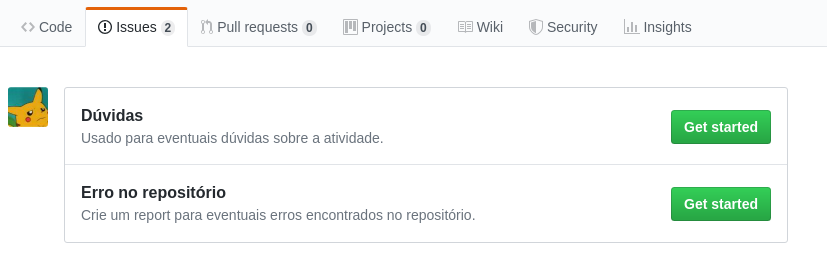 Code Issues 2 Pull requests 0 Projects 0 Wiki Security Insights
Dúvidas
Usado para eventuais dúvidas sobre a atividade.
Get started
Erro no repositório
Crie um report para eventuais erros encontrados no repositório.
Get started